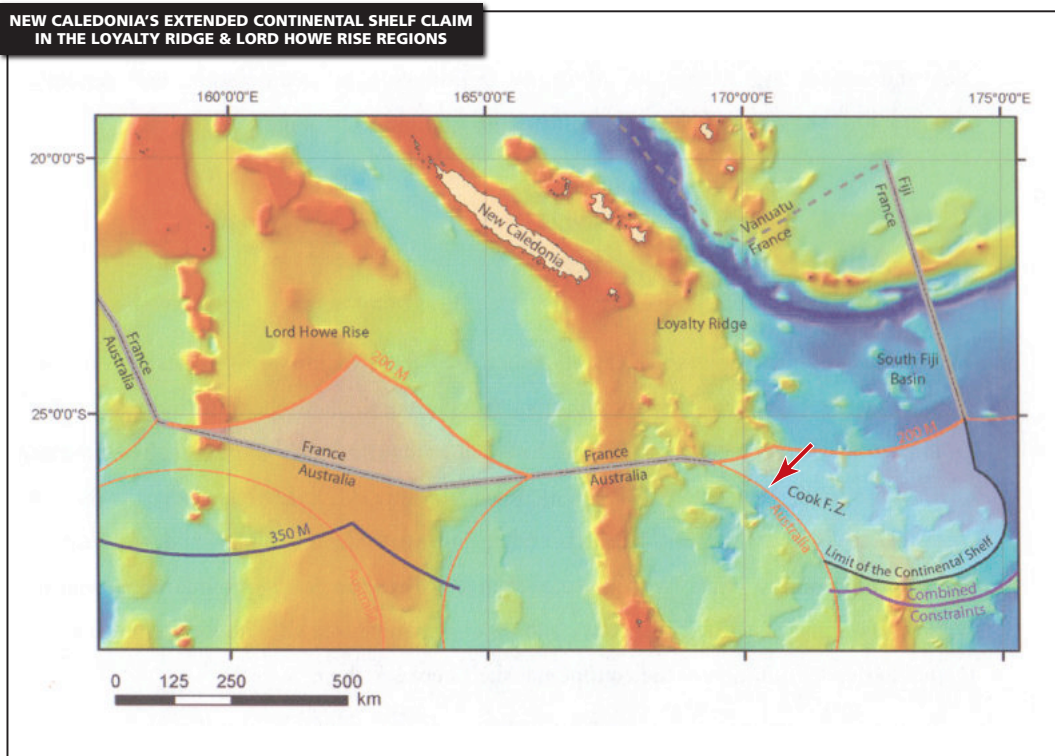 NEW CALEDONIA'S EXTENDED CONTINENTAL SHELF CLAIM
IN THE LOYALTY RIDGE & LORD HOWE RISE REGIONS
160°0'0"E
165°0'0"E
170°0'0"E
175°0'0"E
20°0'0"S
Fiji
France
New Caledonia
Vanuatu
France
Lord Howe Rise
Loyalty Ridge
France
Australia
200 M
South Fiji
Basin
25°0'0"S
200 M
France
Australia
France
Australia
Cook F.Z.
Australia
350 M
Limit of the Continental Shelf
Australia
Combined
Constraints
0 125 250 500
km